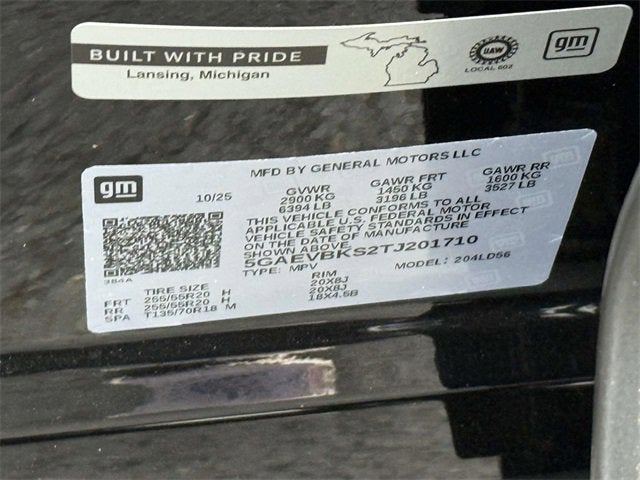 BUILT WITH PRIDE
Lansing, Michigan
UAW
LOCAL 602
gm
gm
MFD BY GENERAL MOTORS LLC
10/25 GVWR GAWR FRT GAWR RR
2900 KG 1450 KG 1600 KG
6394 LB 3196 LB 3527 LB
THIS VEHICLE CONFORMS TO ALL
APPLICABLE U.S. FEDERAL MOTOR
VEHICLE SAFETY STANDARDS IN EFFECT
ON THE DATE OF MANUFACTURE
SHOWN ABOVE
5GAEVBKS2TJ201710
TYPE: MPV MODEL: 204LD56
384A
TIRE SIZE RIM
FRT 255/55R20 H 20X8J
RR 255/55R20 H 20X8J
SPA T135/70R18 M 18X4.5B